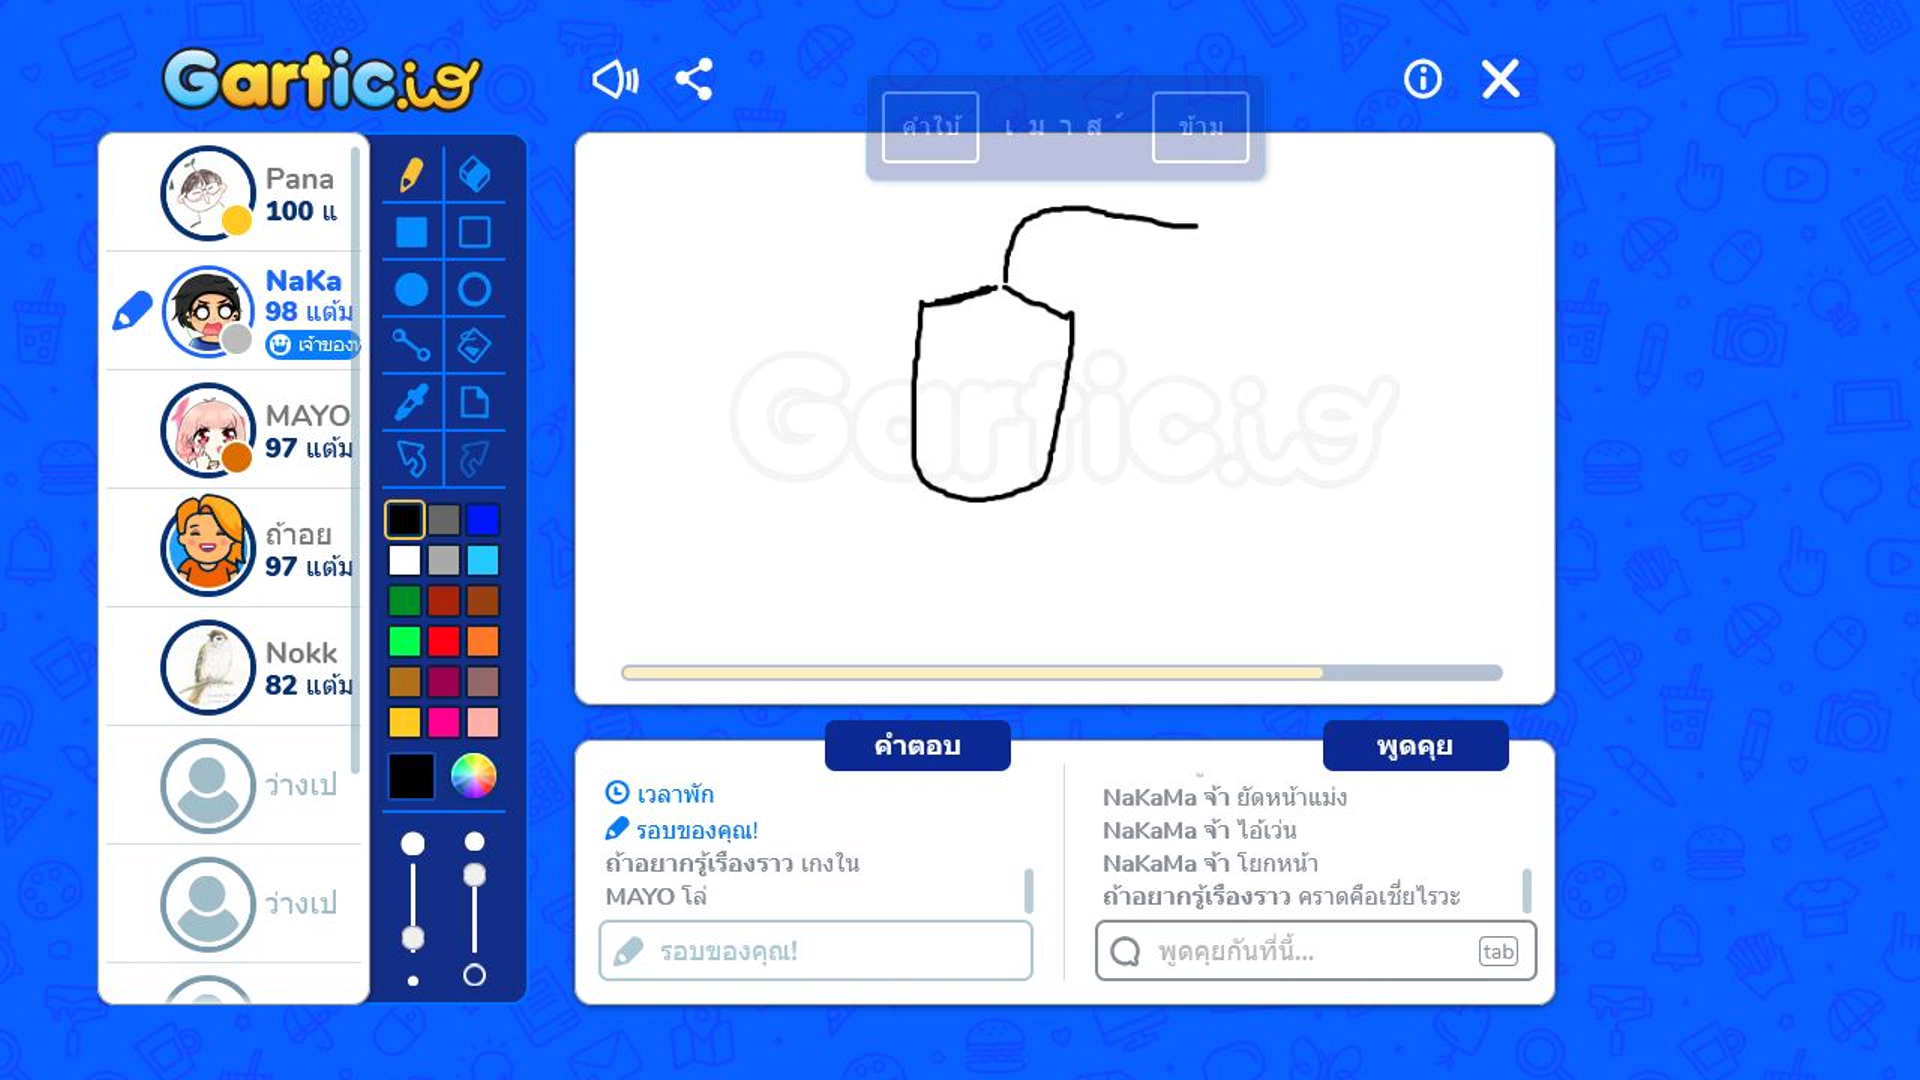 Gartic.io
คำใบ้
เ ม า ส ์
ข้าม
Pana
100 แ
NaKa
98 แต้ม
เจ้าของห
MAYO
97 แต้ม
ถ้าอย
97 แต้ม
Nokk
82 แต้ม
ว่างเป
ว่างเป
Gartic.io
คำตอบ
เวลาพัก
รอบของคุณ!
ถ้าอยากรู้เรื่องราว เกงใน
MAYO โล่
รอบของคุณ!
พูดคุย
NaKaMa จ้า ยัดหน้าแม่ง
NaKaMa จ้า ไอ้เว่น
NaKaMa จ้า โยกหน้า
ถ้าอยากรู้เรื่องราว คราดคือเชี่ยไรวะ
พูดคุยกันที่นี้...
tab